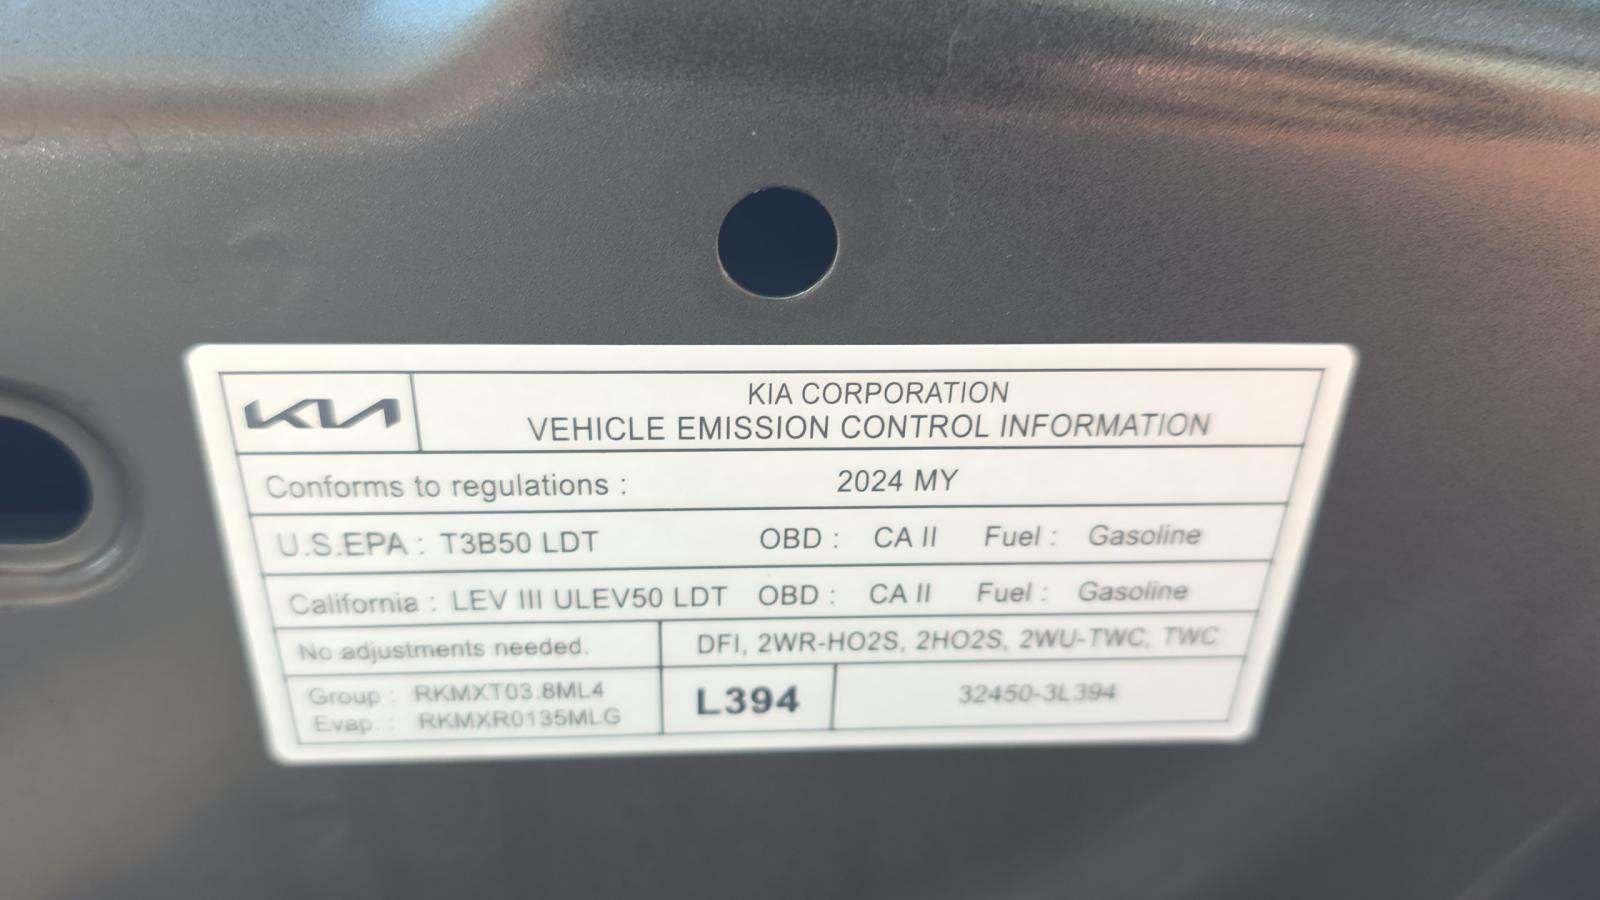 KIA
KIA CORPORATION
VEHICLE EMISSION CONTROL INFORMATION
Conforms to regulations : 2024 MY
U.S.EPA : T3B50 LDT OBD : CA II Fuel : Gasoline
California : LEV III ULEV50 LDT OBD : CA II Fuel : Gasoline
No adjustments needed. DFI, 2WR-HO2S, 2HO2S, 2WU-TWC, TWC
Group : RKMXT03.8ML4
Evap. : RKMXR0135MLG
L394
32450-3L394